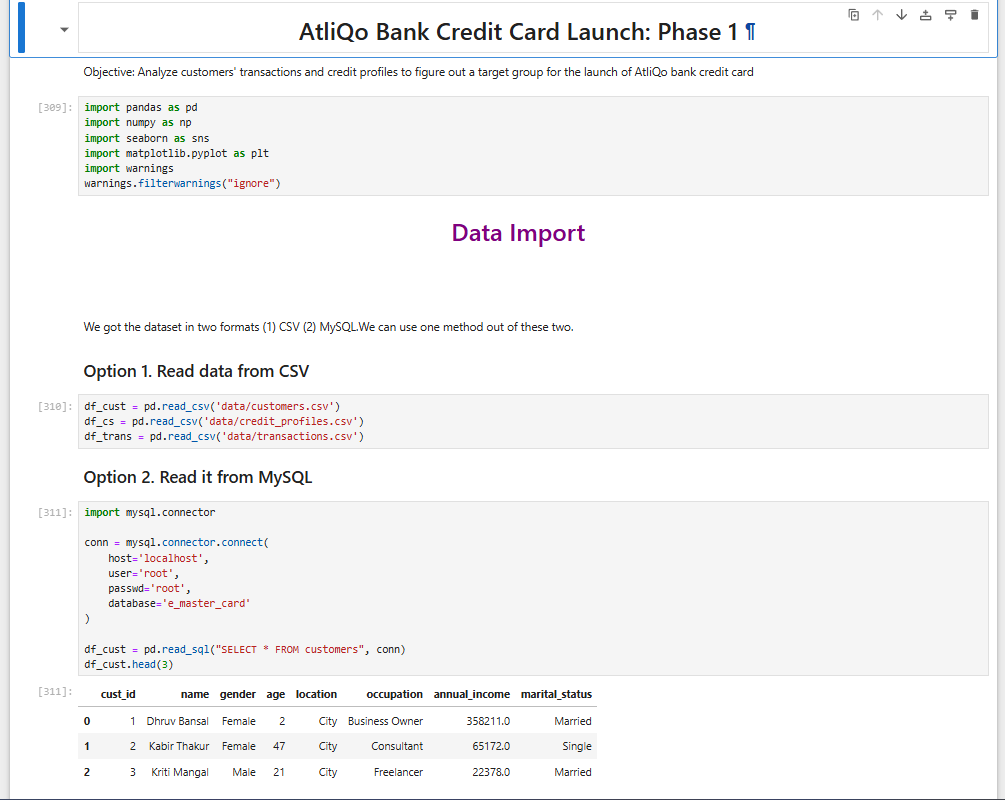 AtliQo Bank Credit Card Launch: Phase 1 ¶
Objective: Analyze customers' transactions and credit profiles to figure out a target group for the launch of AtliQo bank credit card
[309]:
import pandas as pd
import numpy as np
import seaborn as sns
import matplotlib.pyplot as plt
import warnings
warnings.filterwarnings("ignore")
Data Import
We got the dataset in two formats (1) CSV (2) MySQL.We can use one method out of these two.
Option 1. Read data from CSV
[310]:
df_cust = pd.read_csv('data/customers.csv')
df_cs = pd.read_csv('data/credit_profiles.csv')
df_trans = pd.read_csv('data/transactions.csv')
Option 2. Read it from MySQL
[311]:
import mysql.connector
conn = mysql.connector.connect(
host='localhost',
user='root',
passwd='root',
database='e_master_card'
)
df_cust = pd.read_sql("SELECT * FROM customers", conn)
df_cust.head(3)
[311]:
cust_id name gender age location occupation annual_income marital_status
0 1 Dhruv Bansal Female 2 City Business Owner 358211.0 Married
1 2 Kabir Thakur Female 47 City Consultant 65172.0 Single
2 3 Kriti Mangal Male 21 City Freelancer 22378.0 Married